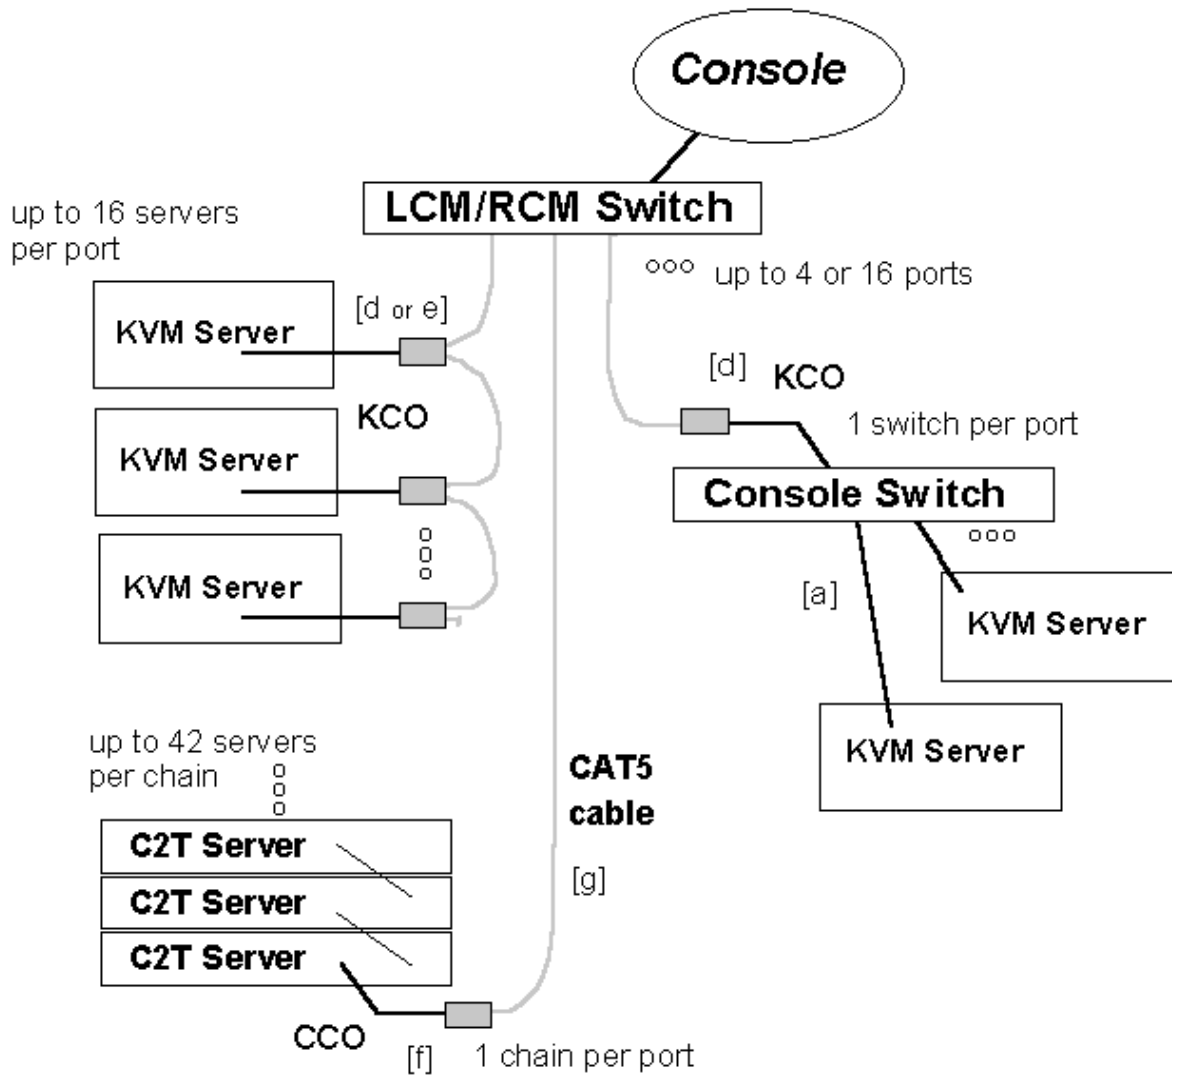 Console
LCM/RCM Switch
up to 16 servers
per port
ooo up to 4 or 16 ports
KVM Server
[d or e]
[d] KCO
KCO
1 switch per port
KVM Server
Console Switch
ooo
KVM Server
[a]
KVM Server
up to 42 servers
per chain
KVM Server
CAT5
cable
C2T Server
[g]
C2T Server
C2T Server
CCO
[f] 1 chain per port